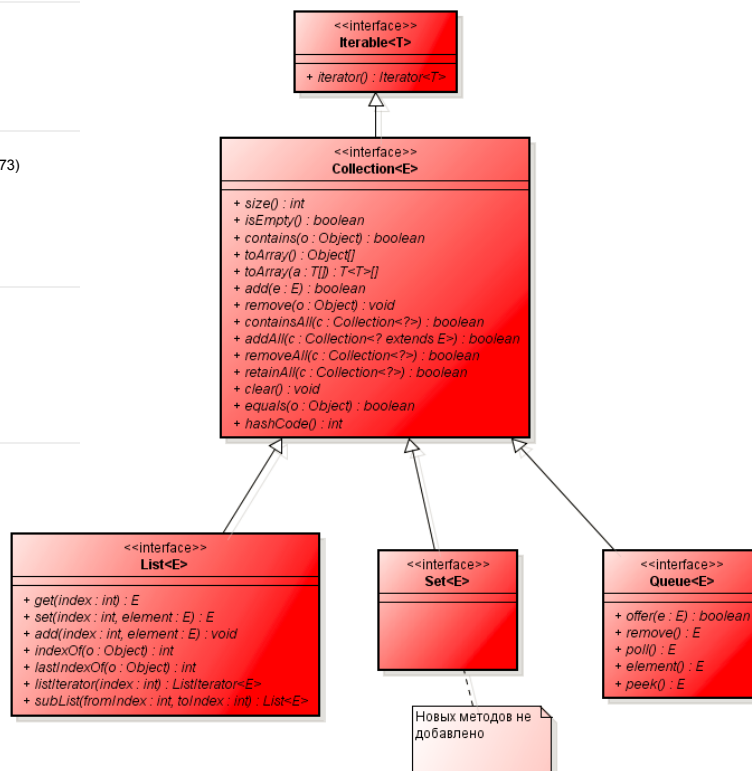 <<interface>>
Iterable<T>
+ iterator() : Iterator<T>
73)
<<interface>>
Collection<E>
+ size() : int
+ isEmpty() : boolean
+ contains(o : Object) : boolean
+ toArray() : Object[]
+ toArray(a : T[]) : T<T>[]
+ add(e : E) : boolean
+ remove(o : Object) : void
+ containsAll(c : Collection<?>) : boolean
+ addAll(c : Collection<? extends E>) : boolean
+ removeAll(c : Collection<?>) : boolean
+ retainAll(c : Collection<?>) : boolean
+ clear() : void
+ equals(o : Object) : boolean
+ hashCode() : int
<<interface>>
List<E>
+ get(index : int) : E
+ set(index : int, element : E) : E
+ add(index : int, element : E) : void
+ indexOf(o : Object) : int
+ lastIndexOf(o : Object) : int
+ listIterator(index : int) : ListIterator<E>
+ subList(fromIndex : int, toIndex : int) : List<E>
<<interface>>
Set<E>
<<interface>>
Queue<E>
+ offer(e : E) : boolean
+ remove() : E
+ poll() : E
+ element() : E
+ peek() : E
Новых методов не
добавлено